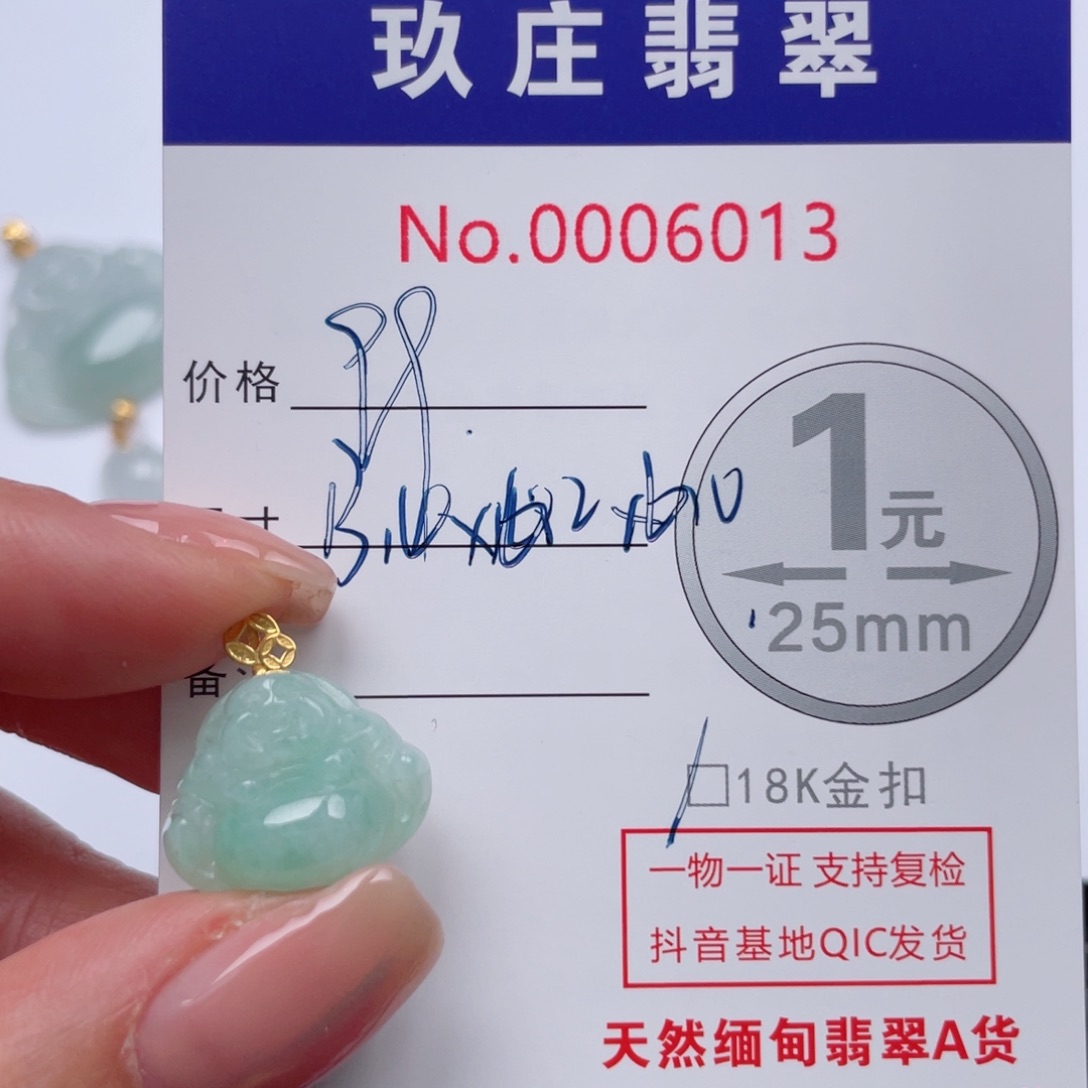 玖庄翡翠
No.0006013
价格
寸
备
1元
25mm
□18K金扣
一物一证 支持复检
抖音基地QIC发货
天然缅甸翡翠A货